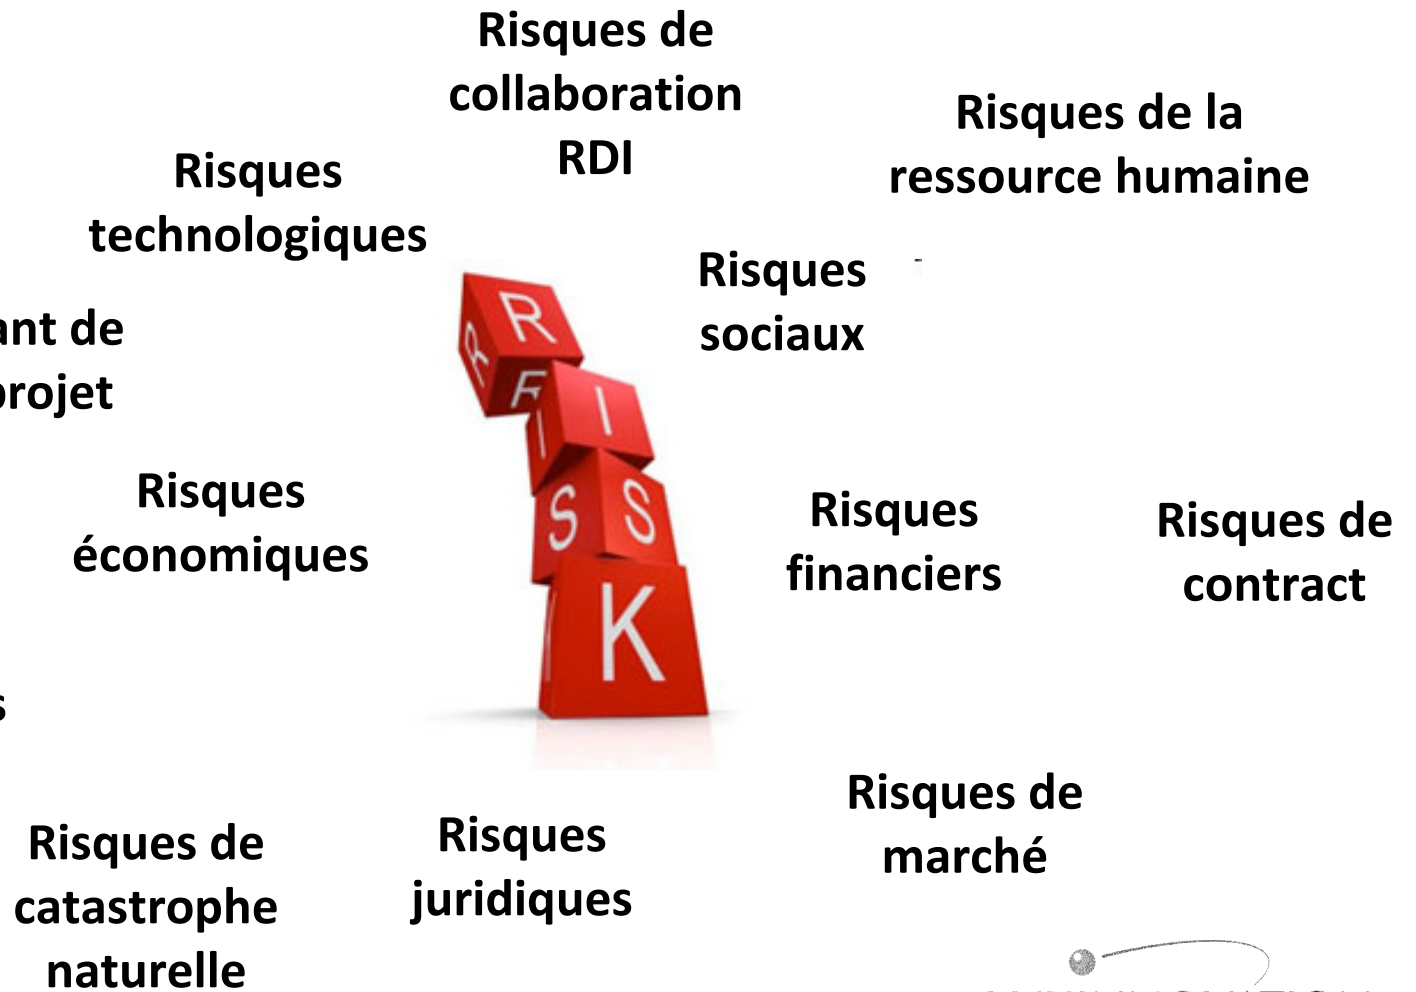 Risques de
collaboration
RDI
Risques de la
ressource humaine
Risques
technologiques
Risques
sociaux
de
projet
Risques
économiques
Risques
financiers
Risques de
contract
R
R
R
I
I
S
S
K
Risques de
marché
Risques
juridiques
Risques de
catastrophe
naturelle